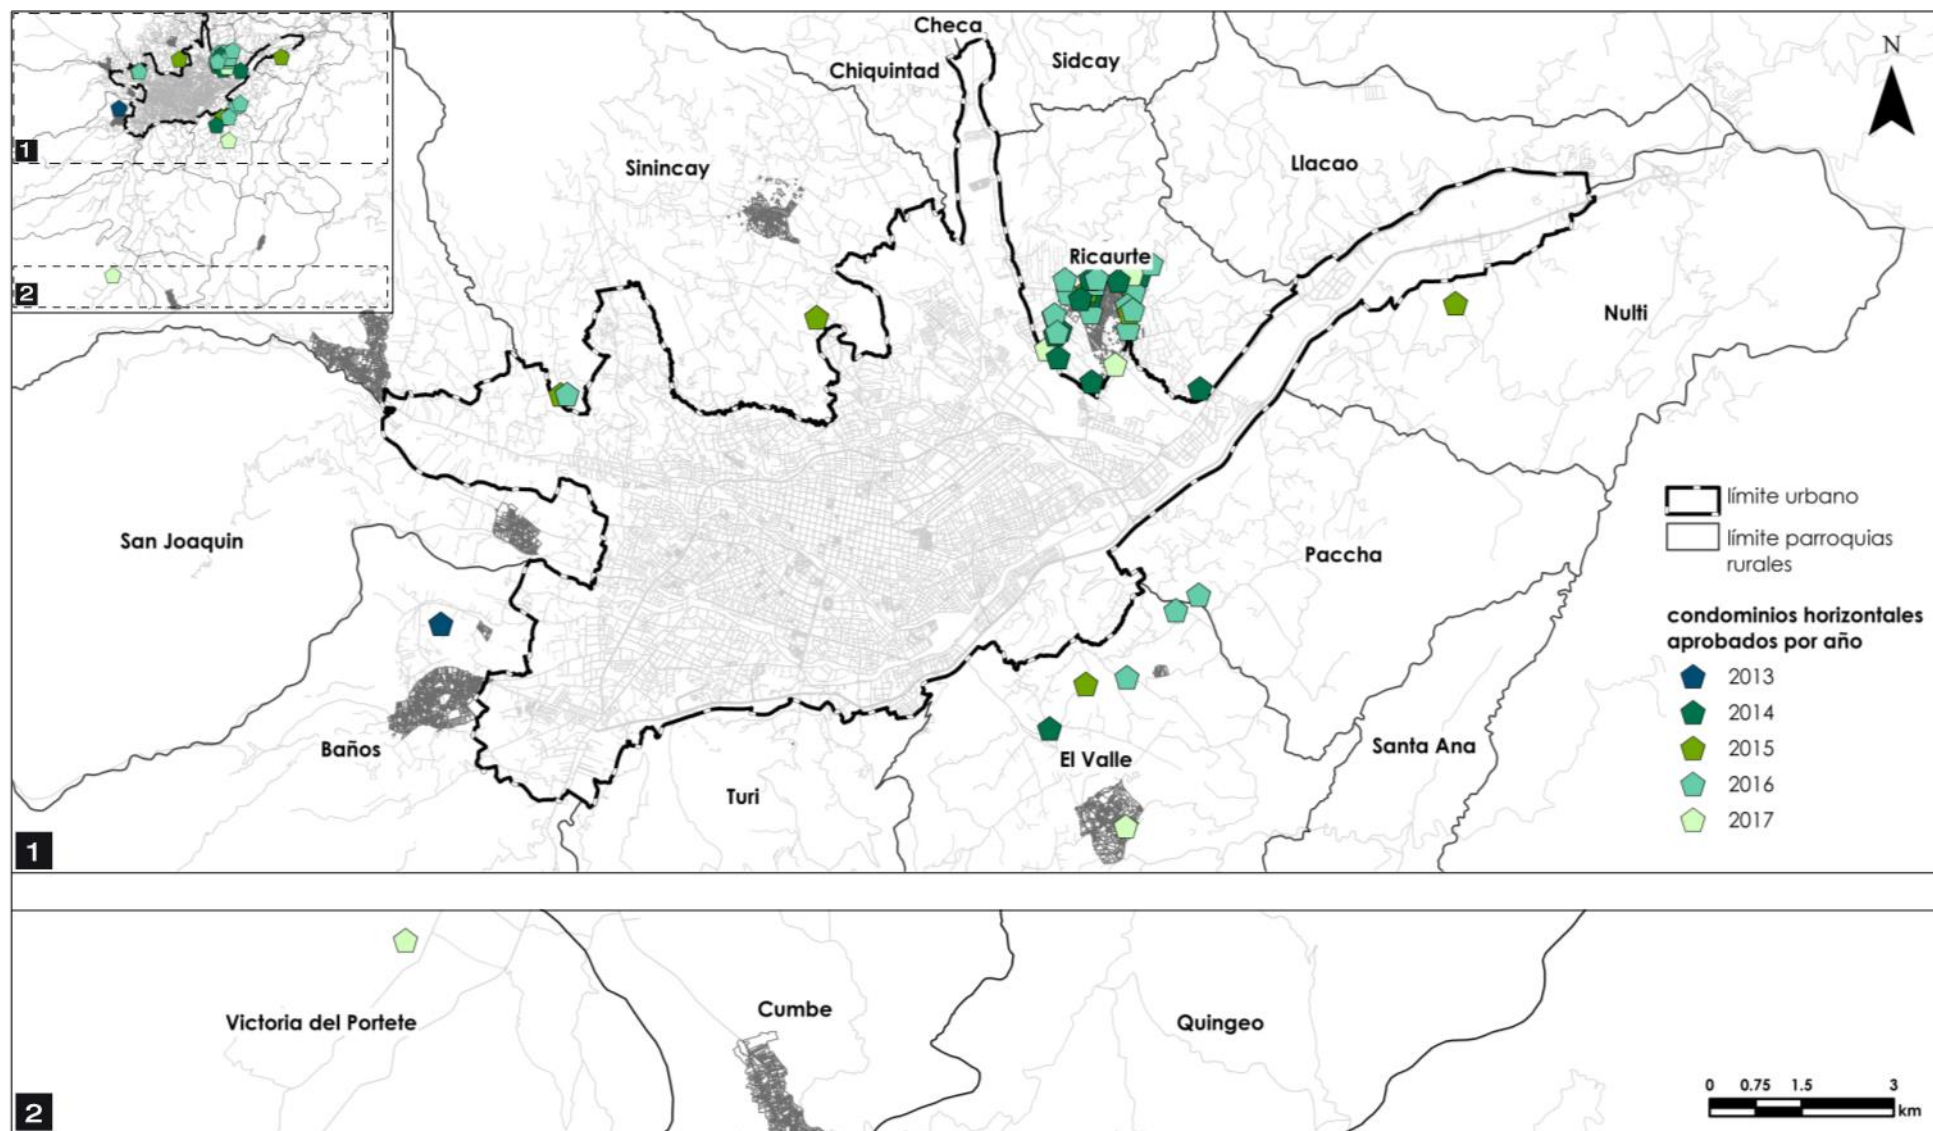 Checa
Chiquintad
Sidcay
N
1
Sinincay
Llacao
Ricaurte
2
Nulti
límite urbano
San Joaquin
límite parroquias
rurales
Paccha
condominios horizontales
aprobados por año
2013
2014
Baños
El Valle
Santa Ana
2015
Turi
2016
2017
1
Victoria del Portete
Cumbe
Quingeo
0 0.75 1.5 3
km
2